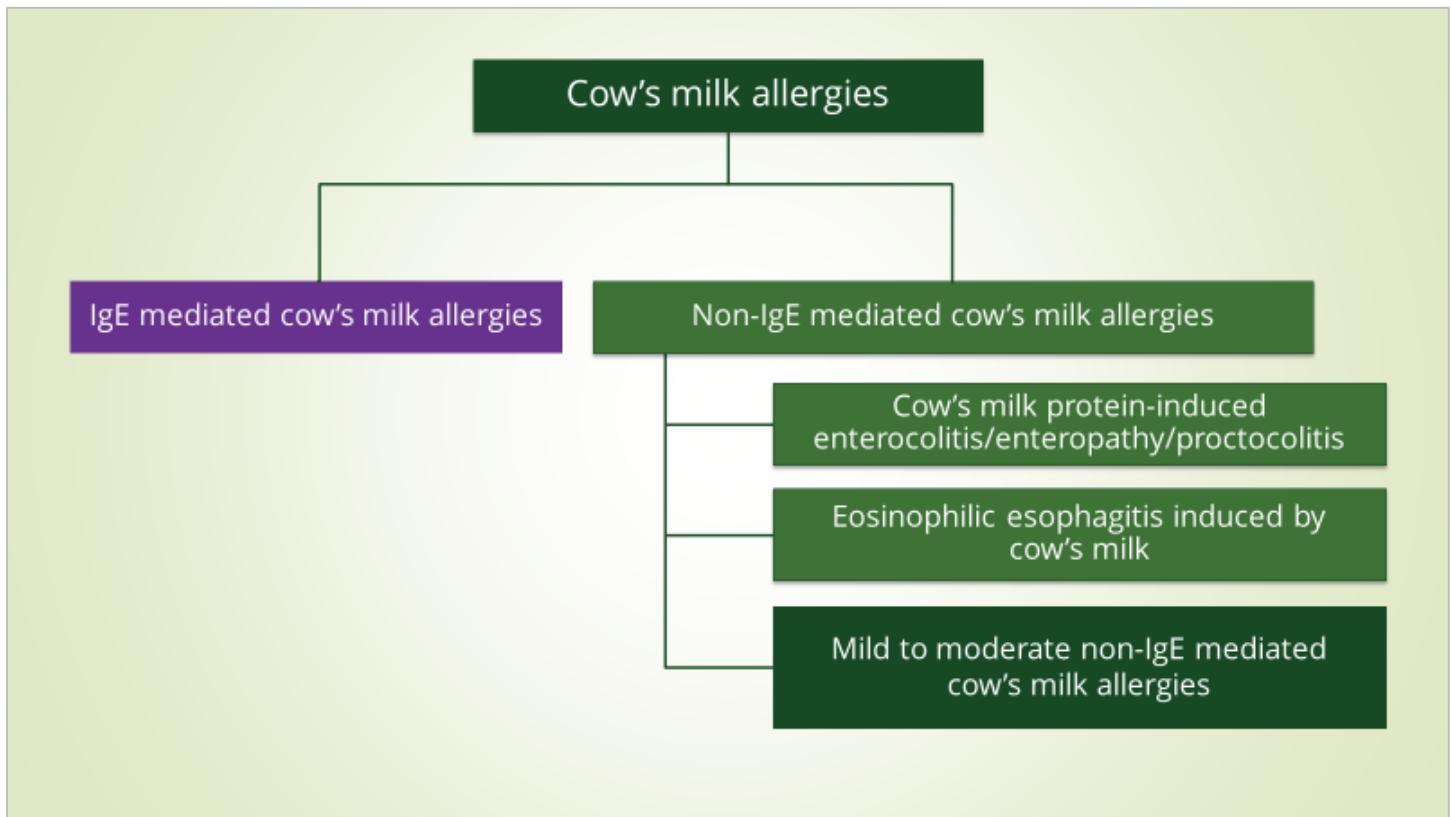 Cow’s milk allergies
IgE mediated cow’s milk allergies
Non-IgE mediated cow’s milk allergies
Cow’s milk protein-induced
enterocolitis/enteropathy/proctocolitis
Eosinophilic esophagitis induced by
cow’s milk
Mild to moderate non-IgE mediated
cow’s milk allergies